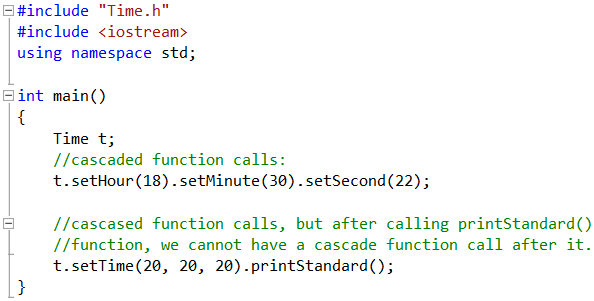 #include "Time.h"
#include <iostream>
using namespace std;
int main()
{
Time t;
//cascaded function calls:
t.setHour(18).setMinute(30).setSecond(22);
//cascased function calls, but after calling printStandard()
//function, we cannot have a cascade function call after it.
t.setTime(20, 20, 20).printStandard();
}